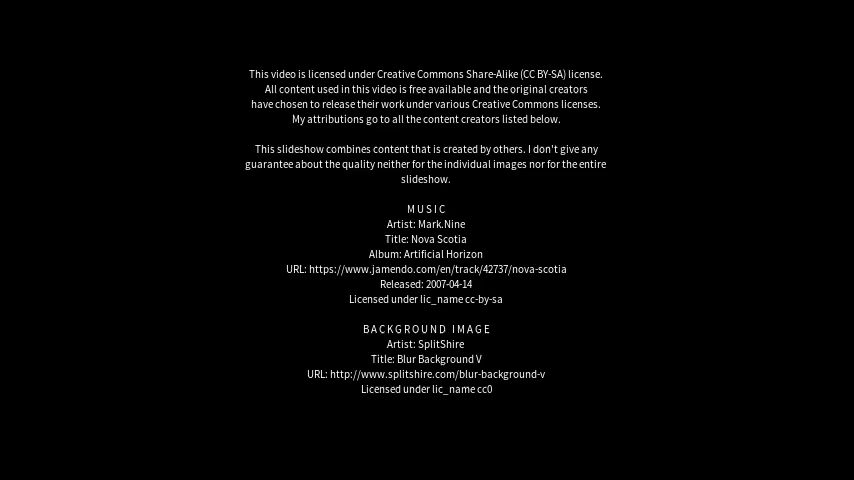 This video is licensed under Creative Commons Share-Alike (CC BY-SA) license.
All content used in this video is free available and the original creators
have chosen to release their work under various Creative Commons licenses.
My attributions go to all the content creators listed below.
This slideshow combines content that is created by others. I don't give any
guarantee about the quality neither for the individual images nor for the entire
slideshow.
MUSIC
Artist: Mark.Nine
Title: Nova Scotia
Album: Artificial Horizon
URL: https://www.jamendo.com/en/track/42737/nova-scotia
Released: 2007-04-14
Licensed under lic_name cc-by-sa
BACKGROUND IMAGE
Artist: SplitShire
Title: Blur Background V
URL: http://www.splitshire.com/blur-background-v
Licensed under lic_name cc0